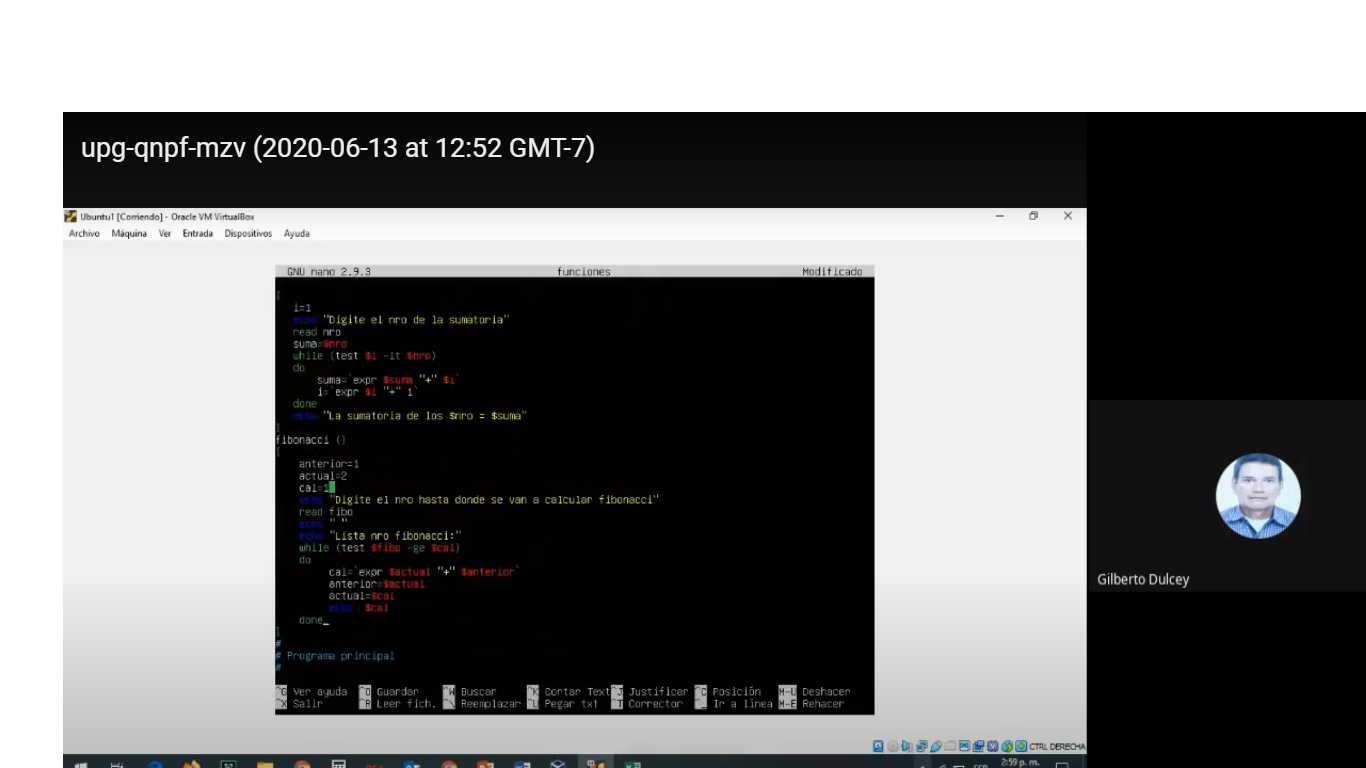 upg-qnpf-mzv (2020-06-13 at 12:52 GMT-7)
Ubuntu1 [Corriendo] - Oracle VM VirtualBox
Archivo Máquina Ver Entrada Dispositivos Ayuda
GNU nano 2.9.3 funciones Modificado
{
i=1
echo "Digite el nro de la sumatoria"
read nro
suma=$nro
while (test $i -lt $nro)
do
suma=`expr $suma "+" $i`
i=`expr $i "+" 1`
done
echo "La sumatoria de los $nro = $suma"
}
fibonacci ()
{
anterior=1
actual=2
cal=1
echo "Digite el nro hasta donde se van a calcular fibonacci"
read fibo
echo " "
echo "Lista nro fibonacci:"
while (test $fibo -ge $cal)
do
cal=`expr $actual "+" $anterior`
anterior=$actual
actual=$cal
echo $cal
done
}
#
# Programa principal
#
^G Ver ayuda ^O Guardar ^W Buscar ^K Cortar Text ^J Justificar ^C Posición M-U Deshacer
^X Salir ^R Leer fich. ^\ Reemplazar ^U Pegar txt ^T Corrector ^_ Ir a línea M-E Rehacer
Gilberto Dulcey
CTRL DERECHA
2:59 p. m.